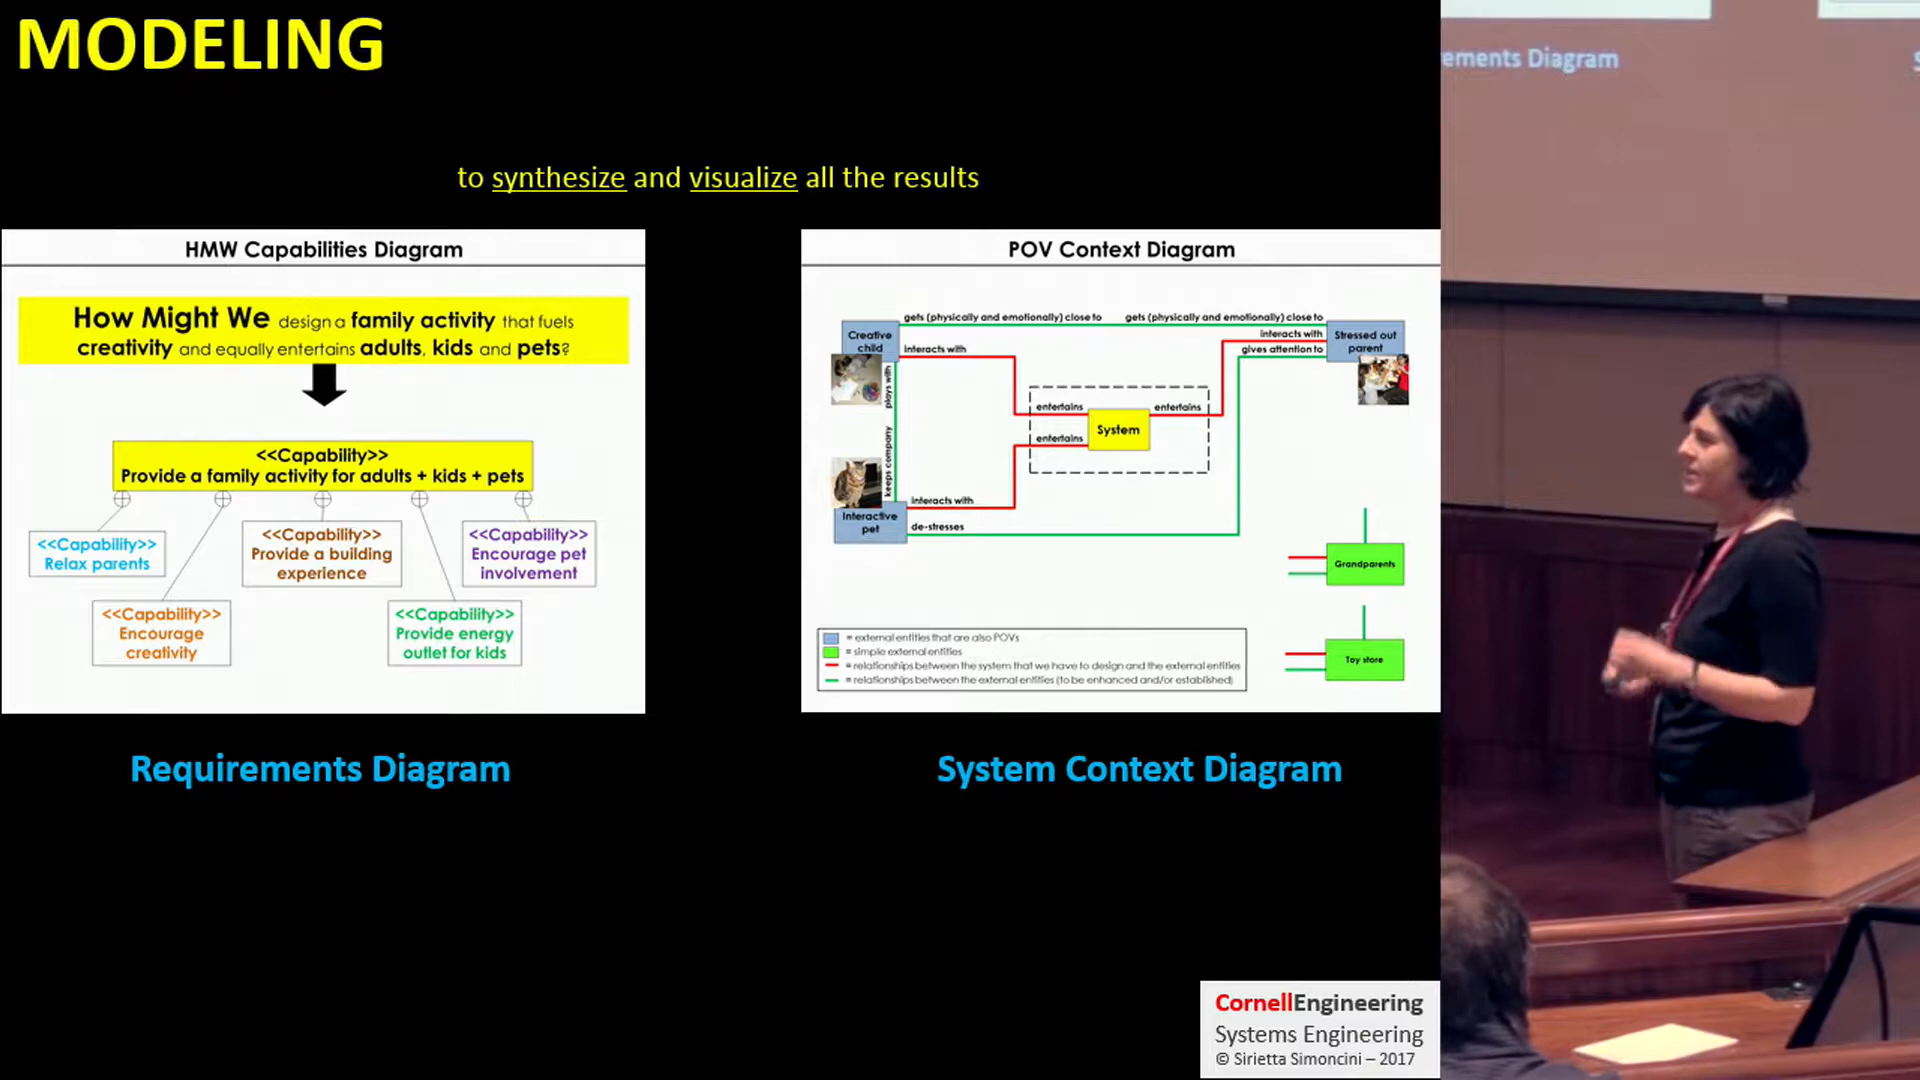 MODELING
to synthesize and visualize all the results
HMW Capabilities Diagram
How Might We design a family activity that fuels
creativity and equally entertains adults, kids and pets?
<<Capability>>
Provide a family activity for adults + kids + pets
<<Capability>>
Relax parents
<<Capability>>
Provide a building
experience
<<Capability>>
Encourage pet
involvement
<<Capability>>
Encourage
creativity
<<Capability>>
Provide energy
outlet for kids
Requirements Diagram
POV Context Diagram
gets (physically and emotionally) close to
gets (physically and emotionally) close to
Creative
child
interacts with
interacts with
gives attention to
Stressed out
parent
plays with
entertains
entertains
System
entertains
keeps company
interacts with
Interactive
pet
de-stresses
Grandparents
Toy store
= external entities that are also POVs
= simple external entities
= relationships between the system that we have to design and the external entities
= relationships between the external entities (to be enhanced and/or established)
System Context Diagram
CornellEngineering
Systems Engineering
© Sirietta Simoncini – 2017
ements Diagram